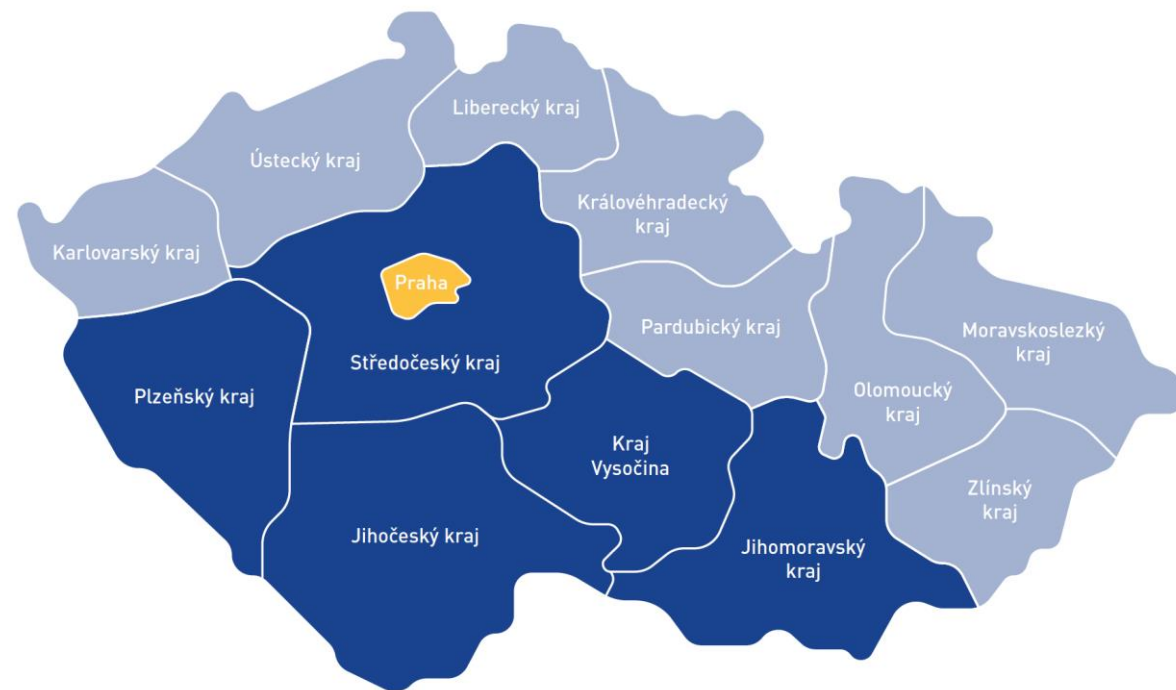 Liberecký kraj
Ústecký kraj
Královéhradecký
kraj
Karlovarský kraj
Praha
Pardubický kraj
Moravskoslezký
kraj
Středočeský kraj
Plzeňský kraj
Olomoucký
kraj
Kraj
Vysočina
Zlínský
kraj
Jihočeský kraj
Jihomoravský
kraj